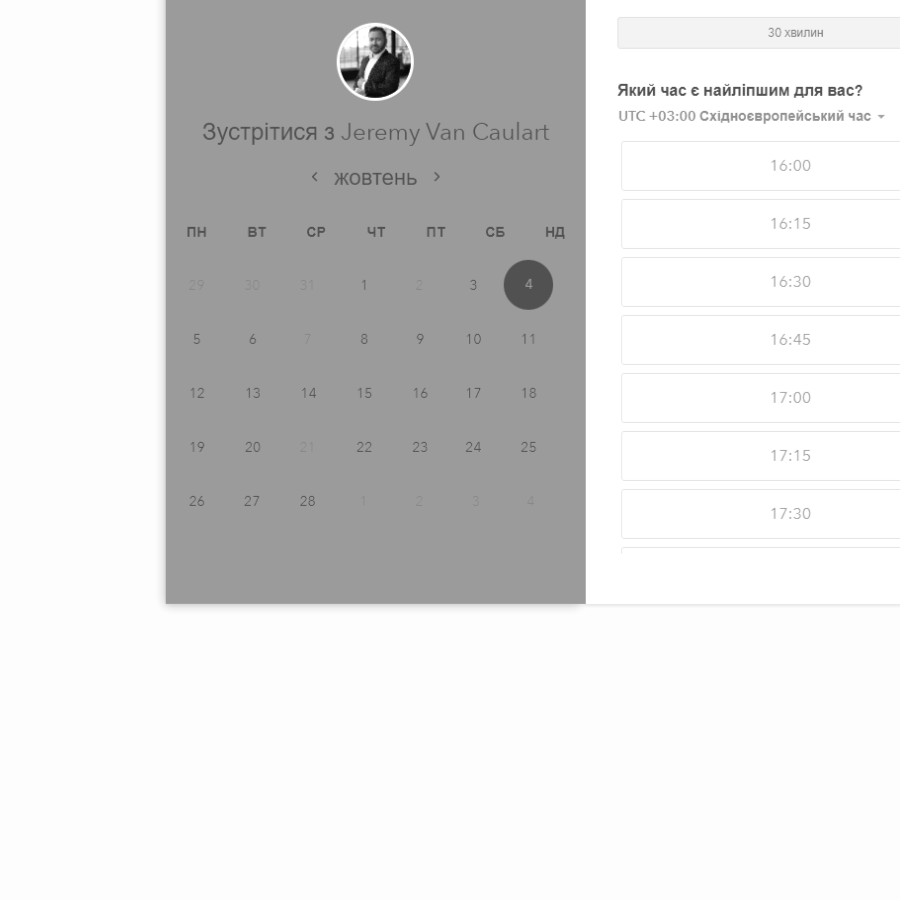 Зустрітися з Jeremy Van Caulart
жовтень
ПН ВТ СР ЧТ ПТ СБ НД
29 30 31 1 2 3 4
5 6 7 8 9 10 11
12 13 14 15 16 17 18
19 20 21 22 23 24 25
26 27 28 1 2 3 4
30 хвилин
Який час є найліпшим для вас?
UTC +03:00 Східноєвропейський час
16:00
16:15
16:30
16:45
17:00
17:15
17:30